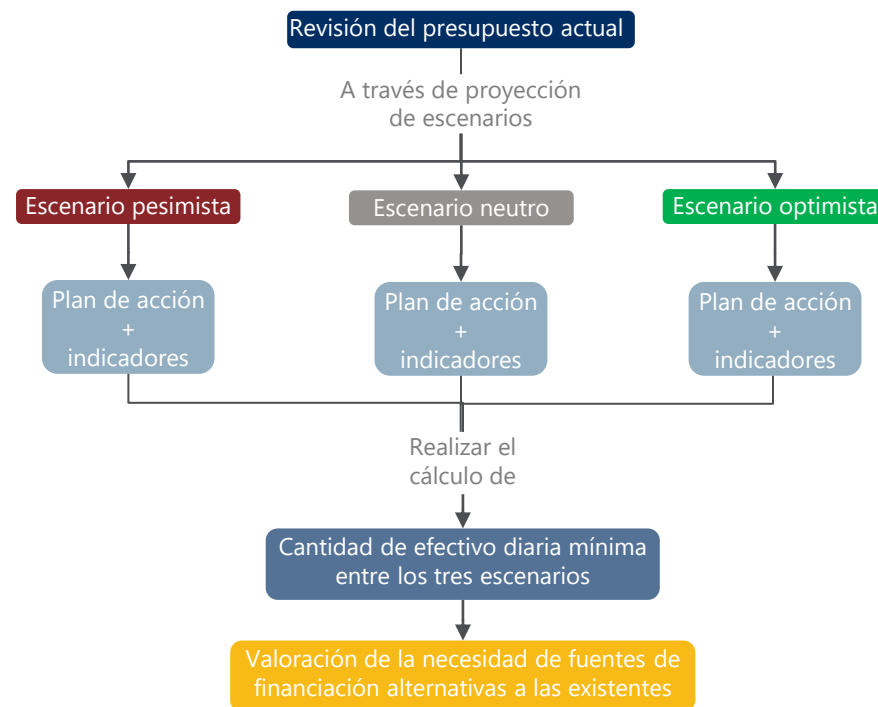 Revisión del presupuesto actual
A través de proyección
de escenarios
Escenario pesimista
Escenario neutro
Escenario optimista
Plan de acción
+
indicadores
Plan de acción
+
indicadores
Plan de acción
+
indicadores
Realizar el
cálculo de
Cantidad de efectivo diaria mínima
entre los tres escenarios
Valoración de la necesidad de fuentes de
financiación alternativas a las existentes